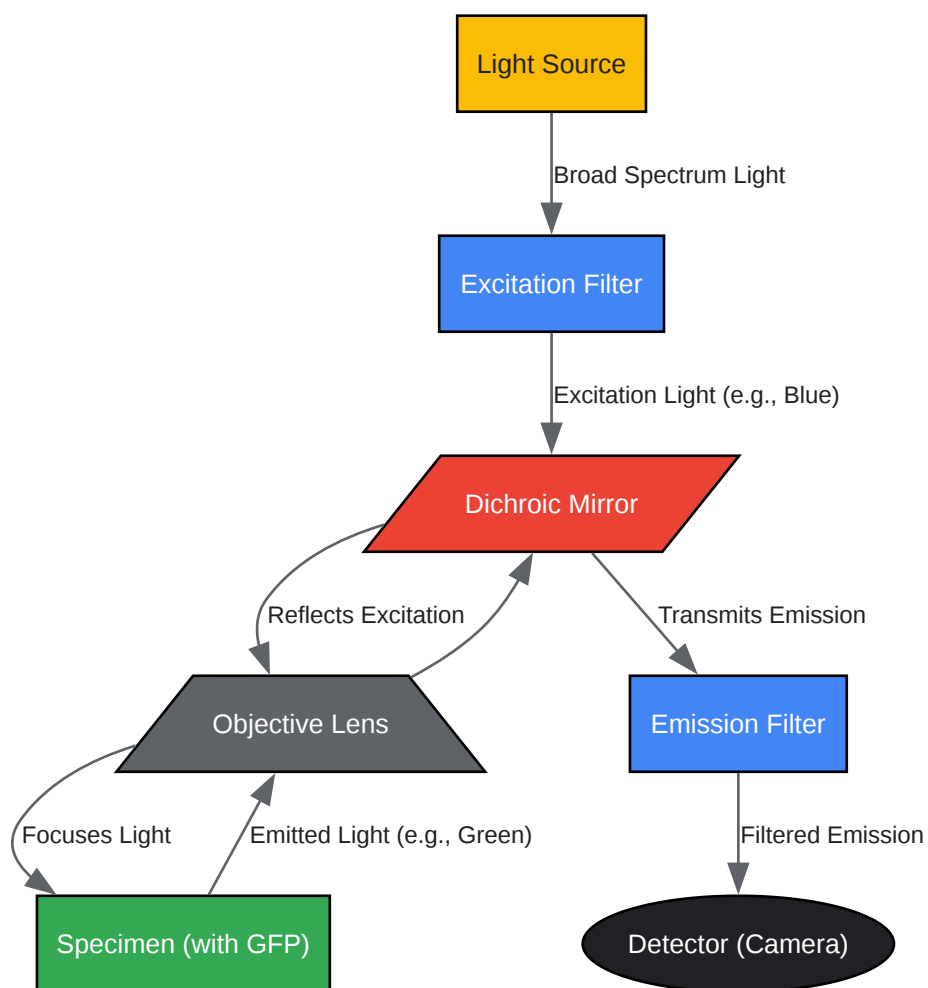 Light Source
Broad Spectrum Light
Excitation Filter
Excitation Light (e.g., Blue)
Dichroic Mirror
Reflects Excitation
Transmits Emission
Objective Lens
Emission Filter
Focuses Light
Emitted Light (e.g., Green)
Filtered Emission
Specimen (with GFP)
Detector (Camera)